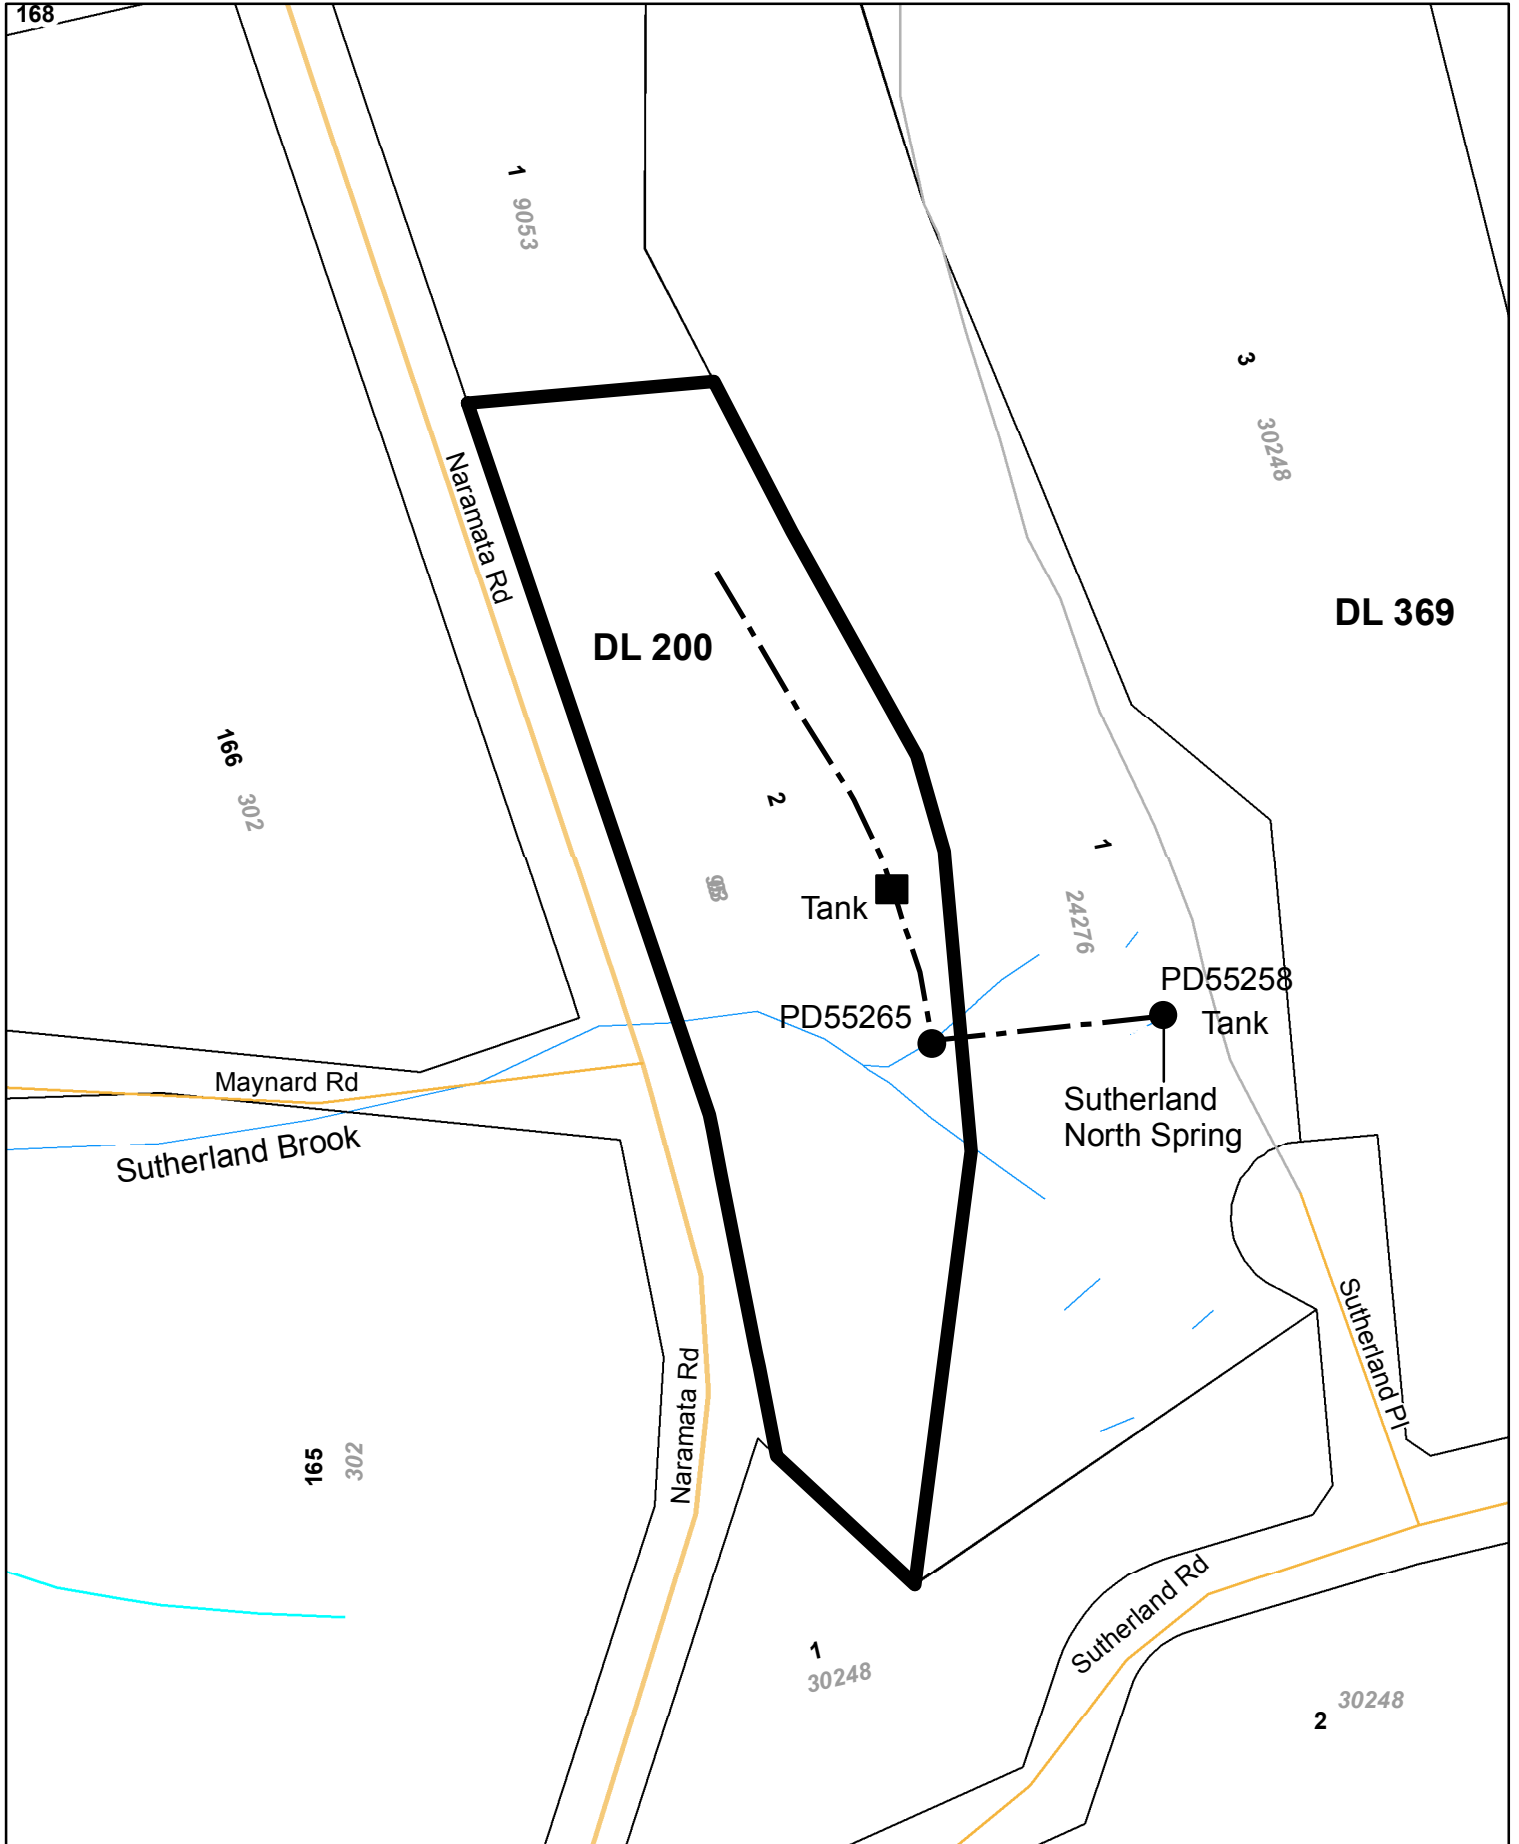 168
1
9053
3
30248
Naramata Rd
DL 369
DL 200
166
302
2
1
24276
Tank
PD55258
PD55265
Tank
Maynard Rd
Sutherland
North Spring
Sutherland Brook
Sutherland Pl
Naramata Rd
165
302
Sutherland Rd
1
30248
30248
2